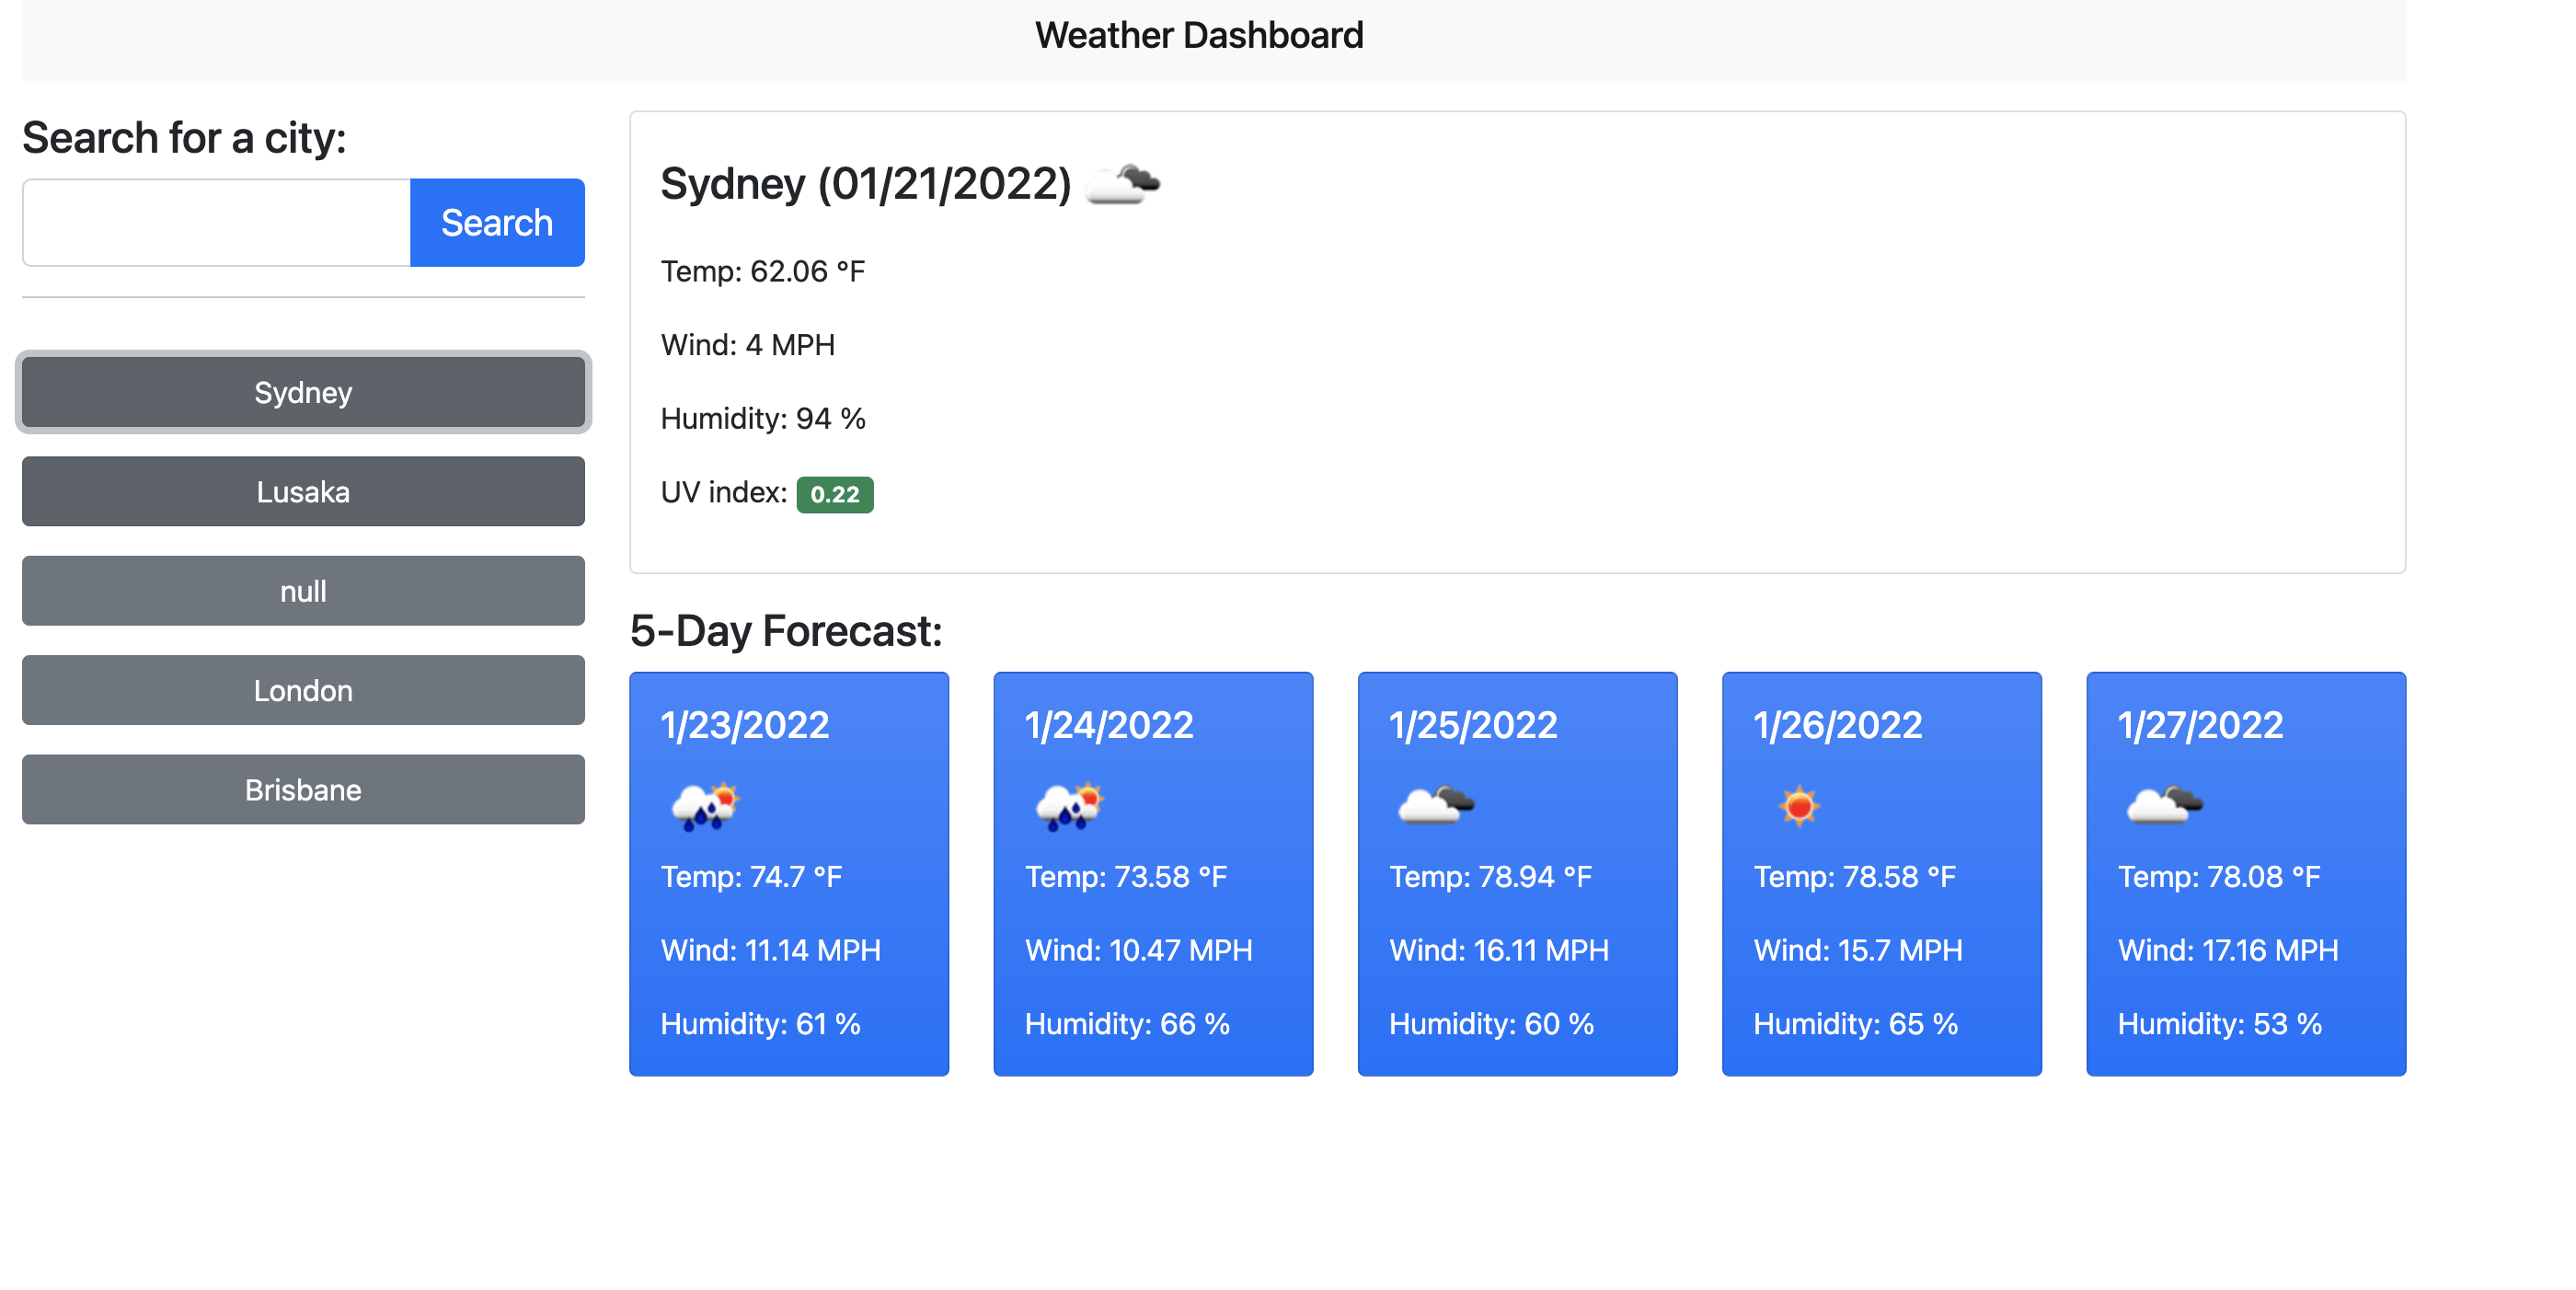 Weather Dashboard
Search for a city:
Search
Sydney
Lusaka
null
London
Brisbane
Sydney (01/21/2022)
Temp: 62.06 °F
Wind: 4 MPH
Humidity: 94 %
UV index: 0.22
5-Day Forecast:
1/23/2022
Temp: 74.7 °F
Wind: 11.14 MPH
Humidity: 61 %
1/24/2022
Temp: 73.58 °F
Wind: 10.47 MPH
Humidity: 66 %
1/25/2022
Temp: 78.94 °F
Wind: 16.11 MPH
Humidity: 60 %
1/26/2022
Temp: 78.58 °F
Wind: 15.7 MPH
Humidity: 65 %
1/27/2022
Temp: 78.08 °F
Wind: 17.16 MPH
Humidity: 53 %